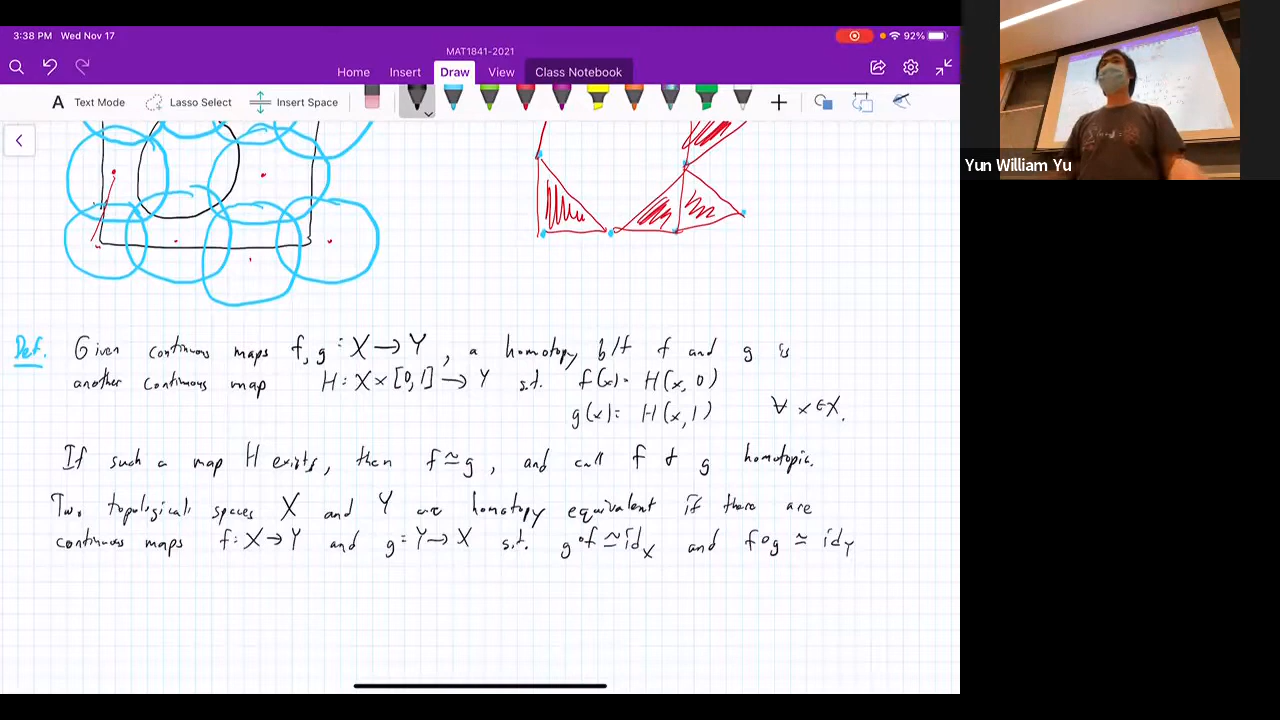 3:38 PM Wed Nov 17
92%
MAT1841-2021
Home Insert Draw View Class Notebook
A Text Mode Lasso Select Insert Space
Yun William Yu
Def. Given continuous maps f, g : X → Y, a homotopy b/t f and g is
another continuous map H : X × [0, 1] → Y s.t. f(x) = H(x, 0)
g(x) = H(x, 1) ∀ x ∈ X.
If such a map H exists, then f ≃ g, and call f & g homotopic.
Two topological spaces X and Y are homotopy equivalent if there are
continuous maps f : X → Y and g : Y → X s.t. g∘f ≃ id_X and f∘g ≃ id_Y